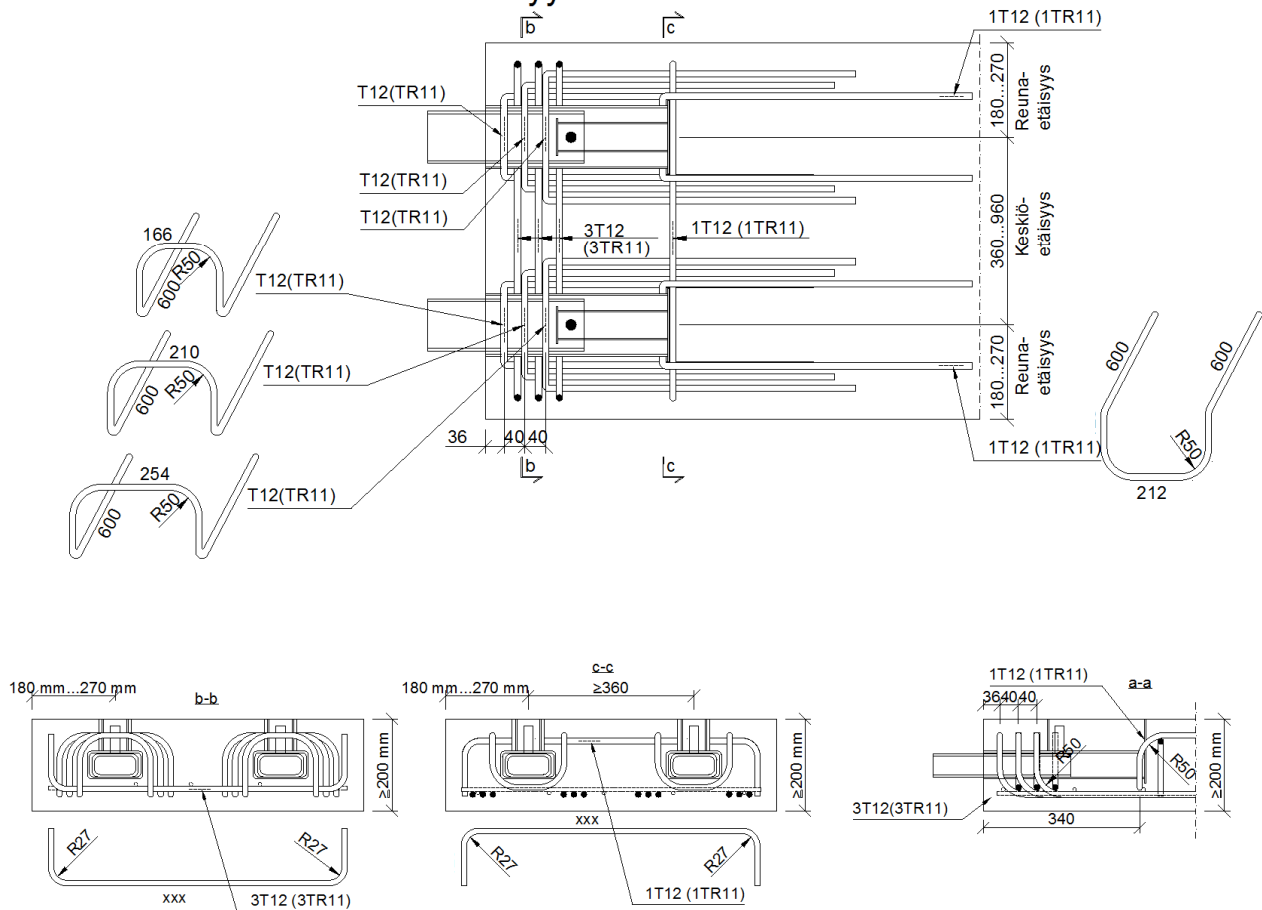 b
c
1T12 (1TR11)
T12(TR11)
T12(TR11)
T12(TR11)
3T12
(3TR11)
1T12 (1TR11)
180...270
Reuna-
etäisyys
360...960
Keskiö-
etäisyys
180...270
Reuna-
etäisyys
166
R50
600
T12(TR11)
210
R50
600
T12(TR11)
254
R50
600
T12(TR11)
36
40
40
b
c
1T12 (1TR11)
600
600
R50
212
180 mm...270 mm
b-b
≥200 mm
R27
R27
xxx
3T12 (3TR11)
c-c
180 mm...270 mm
≥360
≥200 mm
xxx
R27
R27
1T12 (1TR11)
1T12 (1TR11)
a-a
36
40
40
R50
R50
≥200 mm
3T12(3TR11)
340